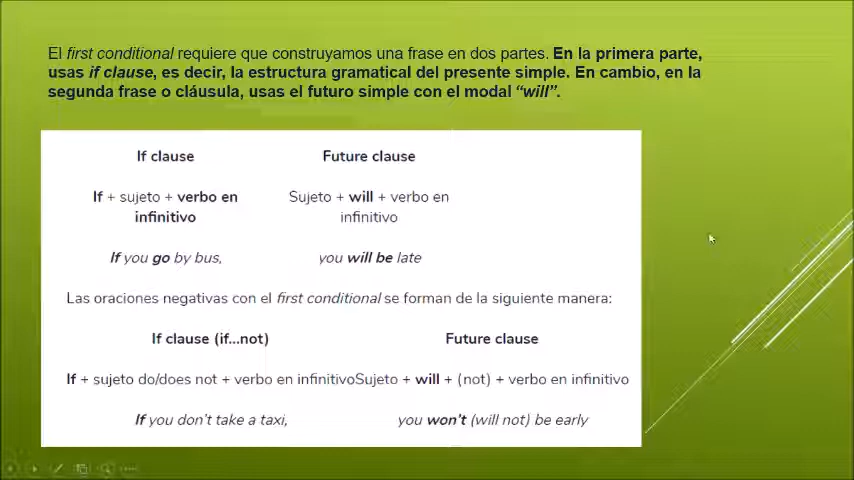 El first conditional requiere que construyamos una frase en dos partes. En la primera parte,
usas if clause, es decir, la estructura gramatical del presente simple. En cambio, en la
segunda frase o cláusula, usas el futuro simple con el modal “will”.
If clause Future clause
If + sujeto + verbo en Sujeto + will + verbo en
infinitivo infinitivo
If you go by bus, you will be late
Las oraciones negativas con el first conditional se forman de la siguiente manera:
If clause (if...not) Future clause
If + sujeto do/does not + verbo en infinitivoSujeto + will + (not) + verbo en infinitivo
If you don't take a taxi, you won't (will not) be early